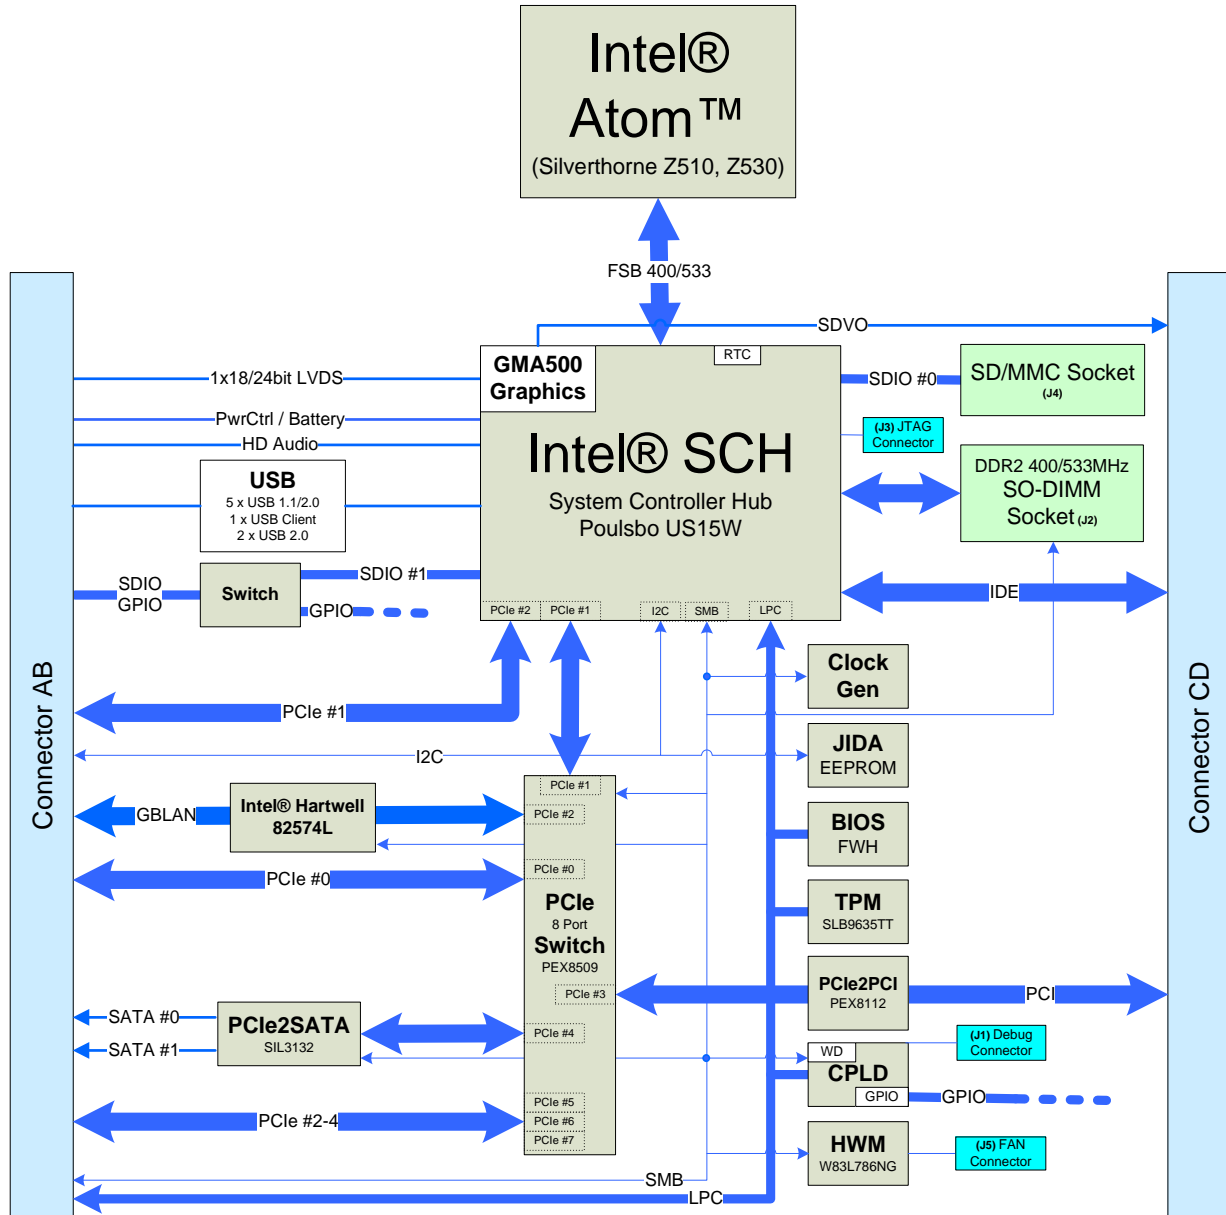 Intel®
Atom™
(Silverthorne Z510, Z530)
FSB 400/533
SDVO
Connector AB
Connector CD
GMA500
Graphics
RTC
1x18/24bit LVDS
PwrCtrl / Battery
HD Audio
USB
5 x USB 1.1/2.0
1 x USB Client
2 x USB 2.0
Intel® SCH
System Controller Hub
Poulsbo US15W
SDIO #0
SD/MMC Socket
(J4)
(J3) JTAG
Connector
DDR2 400/533MHz
SO-DIMM
Socket (J2)
SDIO
GPIO
Switch
SDIO #1
GPIO
IDE
PCIe #2
PCIe #1
I2C
SMB
LPC
PCIe #1
I2C
Clock
Gen
JIDA
EEPROM
GBLAN
Intel® Hartwell
82574L
PCIe #1
PCIe #2
PCIe #0
PCIe #0
PCIe
8 Port
Switch
PEX8509
PCIe #3
PCIe #4
PCIe #5
PCIe #6
PCIe #7
BIOS
FWH
TPM
SLB9635TT
PCIe2PCI
PEX8112
PCI
SATA #0
SATA #1
PCIe2SATA
SIL3132
WD
CPLD
GPIO
GPIO
(J1) Debug
Connector
PCIe #2-4
HWM
W83L786NG
(J5) FAN
Connector
SMB
LPC